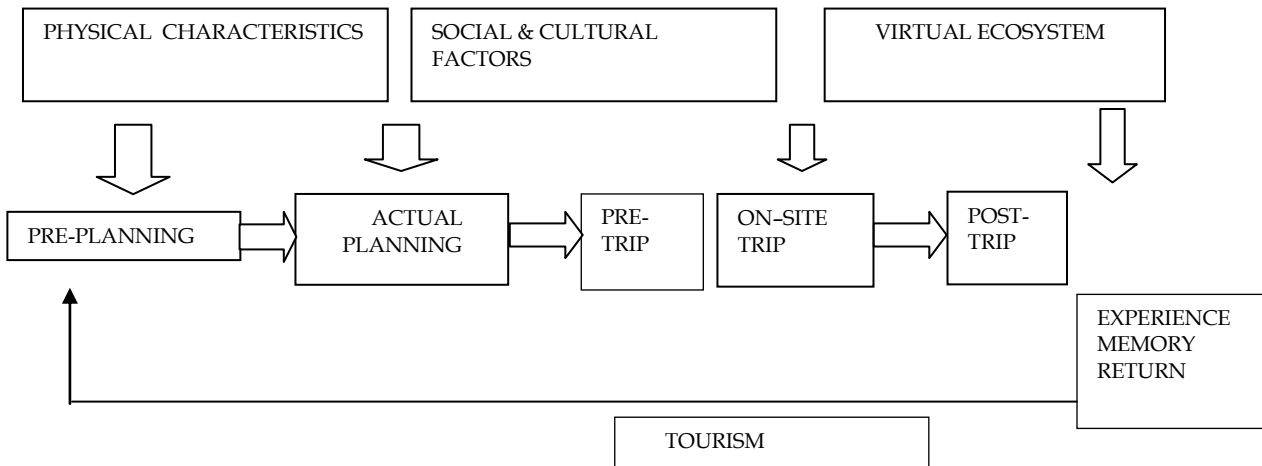 PHYSICAL CHARACTERISTICS
SOCIAL & CULTURAL
FACTORS
VIRTUAL ECOSYSTEM
PRE-PLANNING
ACTUAL
PLANNING
PRE-
TRIP
ON–SITE
TRIP
POST-
TRIP
EXPERIENCE
MEMORY
RETURN
TOURISM